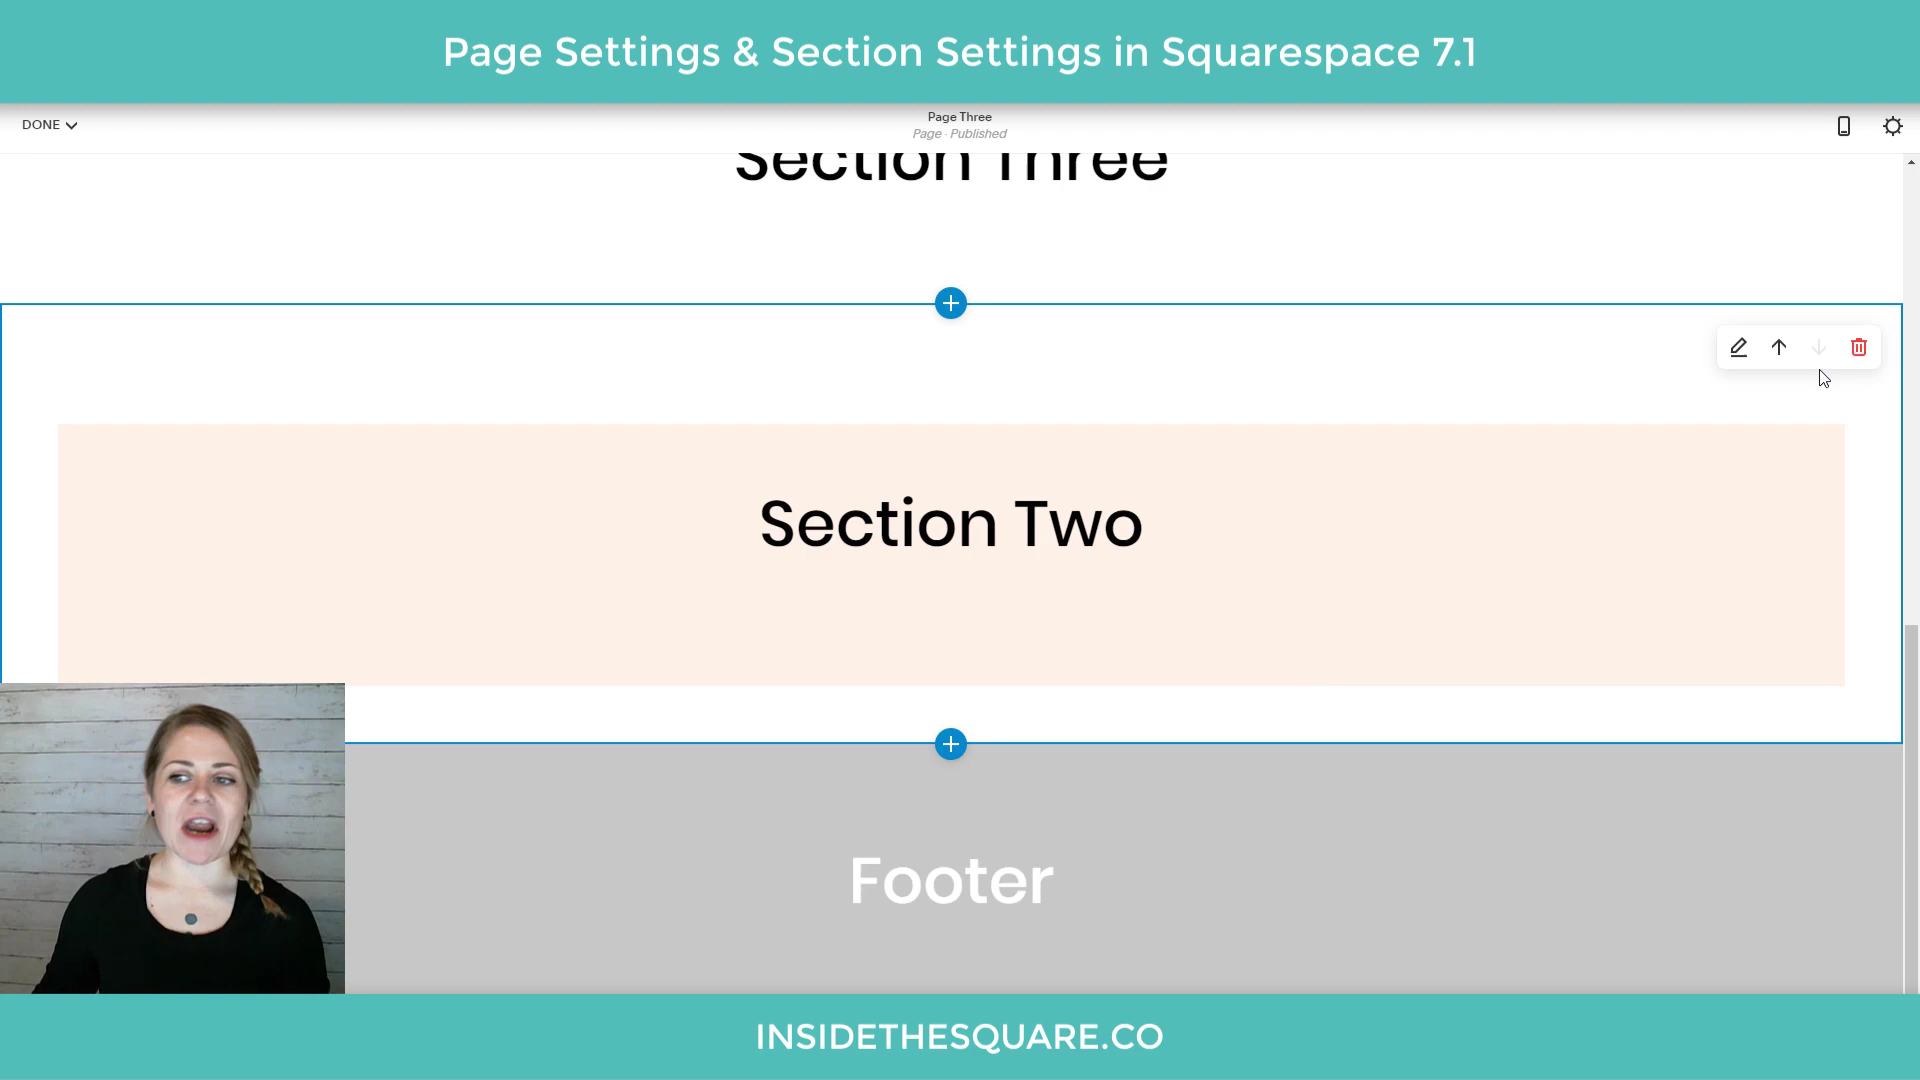 Page Settings & Section Settings in Squarespace 7.1
DONE
Page Three
Page · Published
Section Three
Section Two
Footer
INSIDETHESQUARE.CO